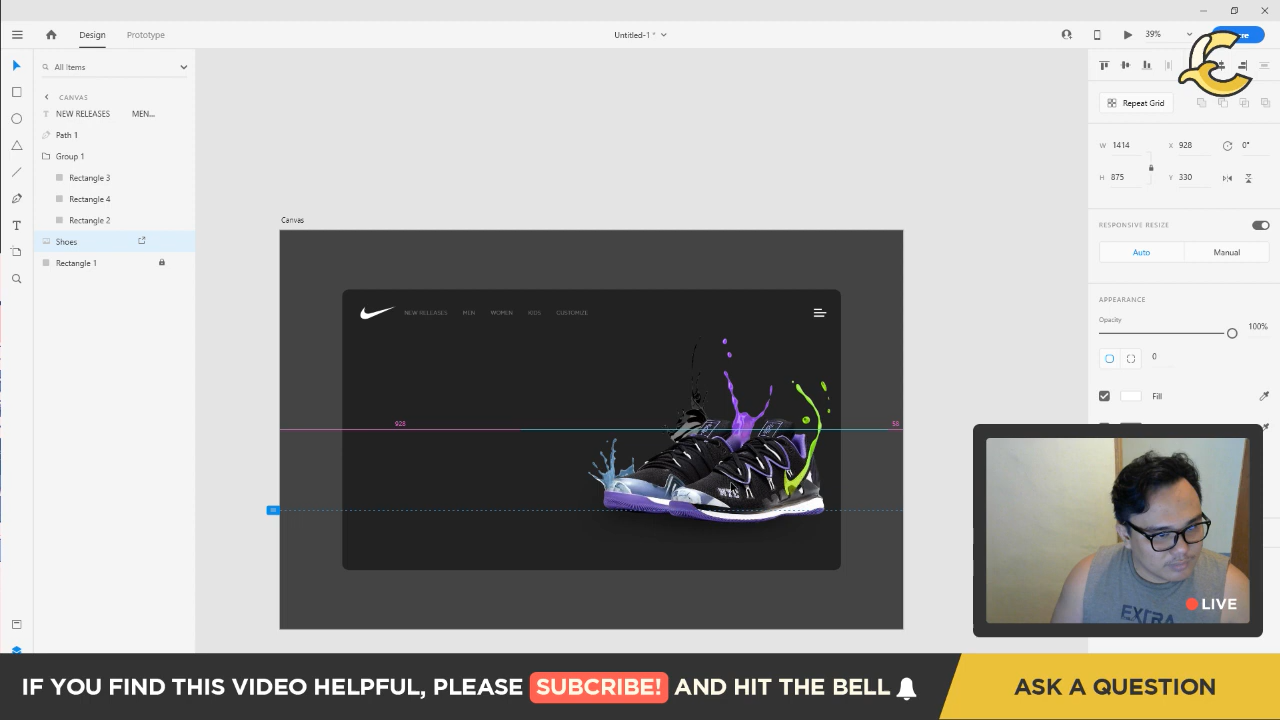 Design
Prototype
Untitled-1 *
39%
All Items
CANVAS
NEW RELEASES MEN...
Path 1
Group 1
Rectangle 3
Rectangle 4
Rectangle 2
Shoes
Rectangle 1
Canvas
NEW RELEASES MEN WOMEN KIDS CUSTOMIZE
928
58
Repeat Grid
W 1414 X 928 0°
H 875 Y 330
RESPONSIVE RESIZE
Auto Manual
APPEARANCE
Opacity
100%
0
Fill
EXTRA
LIVE
IF YOU FIND THIS VIDEO HELPFUL, PLEASE SUBCRIBE! AND HIT THE BELL
ASK A QUESTION